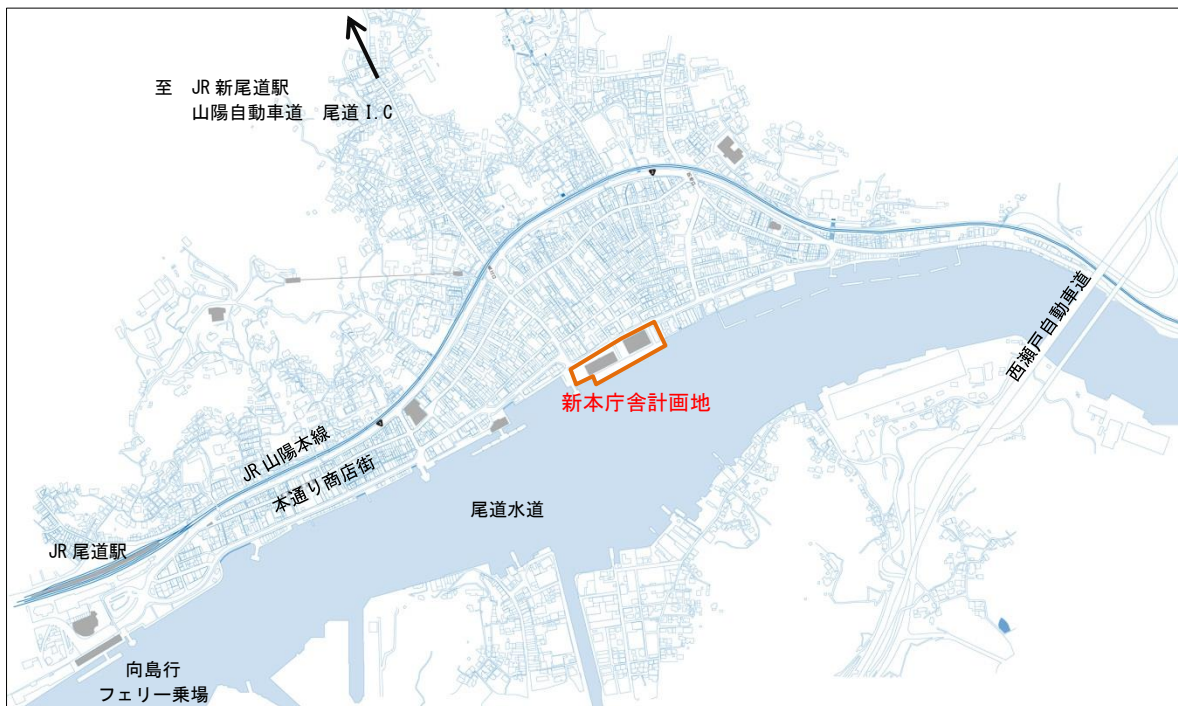 至 JR 新尾道駅
山陽自動車道 尾道 I.C
西瀬戸自動車道
新本庁舎計画地
JR 山陽本線
本通り商店街
尾道水道
JR 尾道駅
向島行
フェリー乗場